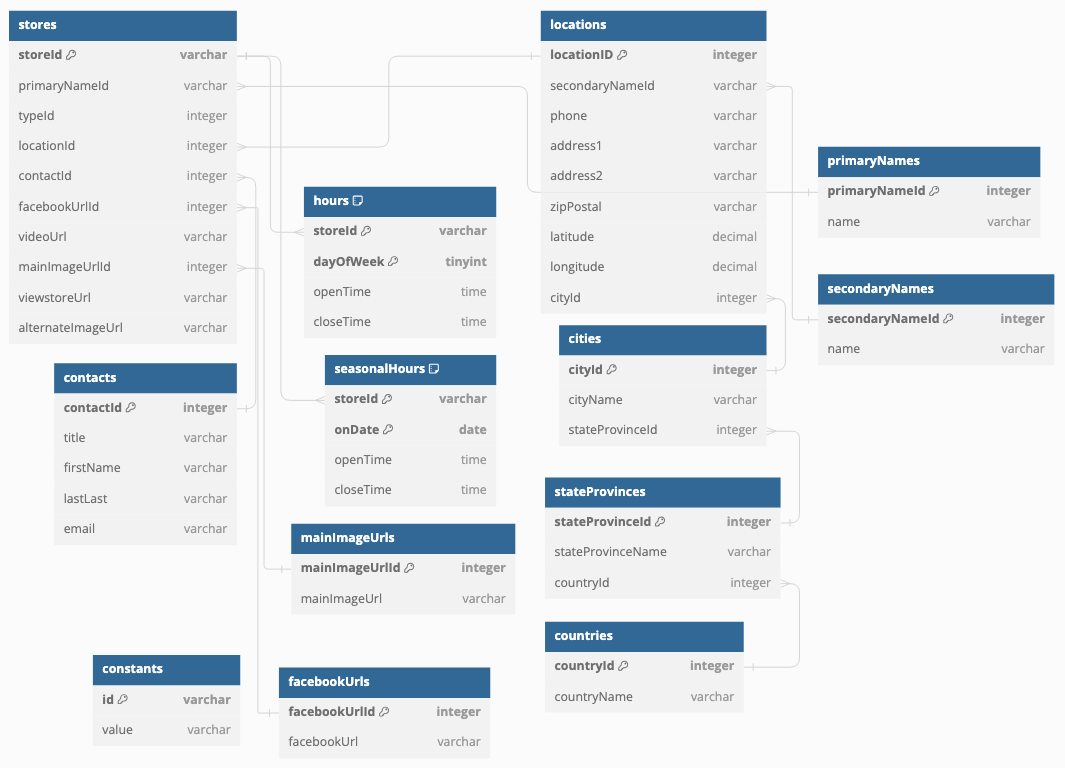 stores
storeId varchar
primaryNameId varchar
typeId integer
locationId integer
contactId integer
facebookUrlId integer
videoUrl varchar
mainImageUrlId integer
viewstoreUrl varchar
alternateImageUrl varchar
contacts
contactId integer
title varchar
firstName varchar
lastLast varchar
email varchar
constants
id varchar
value varchar
hours
storeId varchar
dayOfWeek tinyint
openTime time
closeTime time
seasonalHours
storeId varchar
onDate date
openTime time
closeTime time
mainImageUrls
mainImageUrlId integer
mainImageUrl varchar
facebookUrls
facebookUrlId integer
facebookUrl varchar
locations
locationID integer
secondaryNameId varchar
phone varchar
address1 varchar
address2 varchar
zipPostal varchar
latitude decimal
longitude decimal
cityId integer
cities
cityId integer
cityName varchar
stateProvinceId integer
stateProvinces
stateProvinceId integer
stateProvinceName varchar
countryId integer
countries
countryId integer
countryName varchar
primaryNames
primaryNameId integer
name varchar
secondaryNames
secondaryNameId integer
name varchar